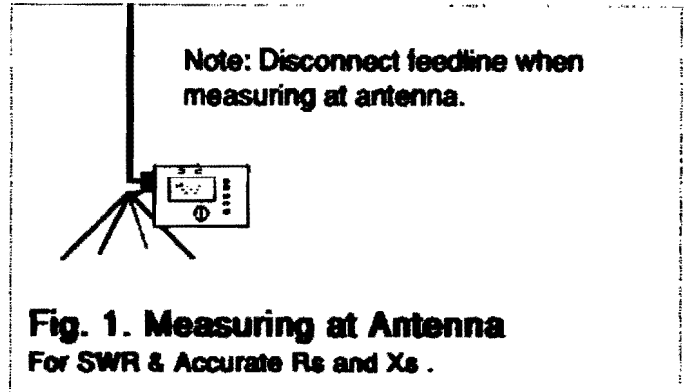 Note: Disconnect feedline when
measuring at antenna.
Fig. 1. Measuring at Antenna
For SWR & Accurate Rs and Xs .